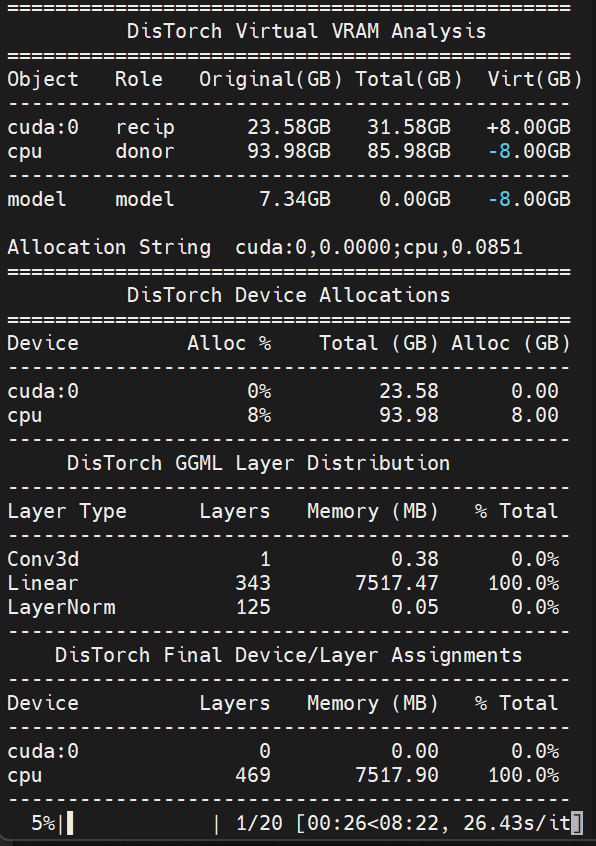 ===============================================
DisTorch Virtual VRAM Analysis
===============================================
Object   Role   Original(GB) Total(GB)  Virt(GB)
-----------------------------------------------
cuda:0   recip      23.58GB   31.58GB   +8.00GB
cpu      donor      93.98GB   85.98GB   -8.00GB
-----------------------------------------------
model    model       7.34GB    0.00GB   -8.00GB
Allocation String  cuda:0,0.0000;cpu,0.0851
===============================================
DisTorch Device Allocations
===============================================
Device         Alloc %    Total (GB) Alloc (GB)
-----------------------------------------------
cuda:0              0%         23.58      0.00
cpu                 8%         93.98      8.00
-----------------------------------------------
DisTorch GGML Layer Distribution
-----------------------------------------------
Layer Type      Layers   Memory (MB)   % Total
-----------------------------------------------
Conv3d               1          0.38      0.0%
Linear             343       7517.47    100.0%
LayerNorm          125          0.05      0.0%
-----------------------------------------------
DisTorch Final Device/Layer Assignments
-----------------------------------------------
Device          Layers   Memory (MB)   % Total
-----------------------------------------------
cuda:0               0          0.00      0.0%
cpu                469       7517.90    100.0%
-----------------------------------------------
5%|▌            | 1/20 [00:26<08:22, 26.43s/it]